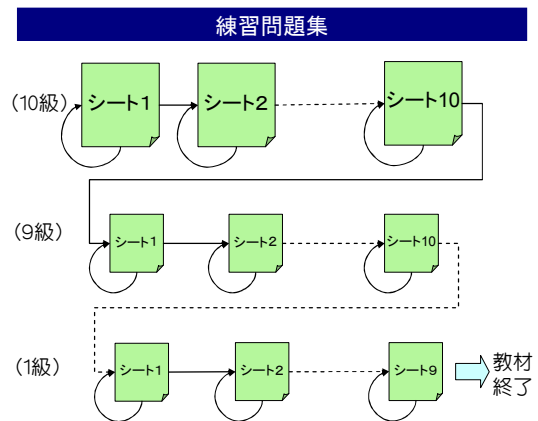 練習問題集
(10級)
シート1
シート2
シート10
(9級)
シート1
シート2
シート10
(1級)
シート1
シート2
シート9
教材
終了